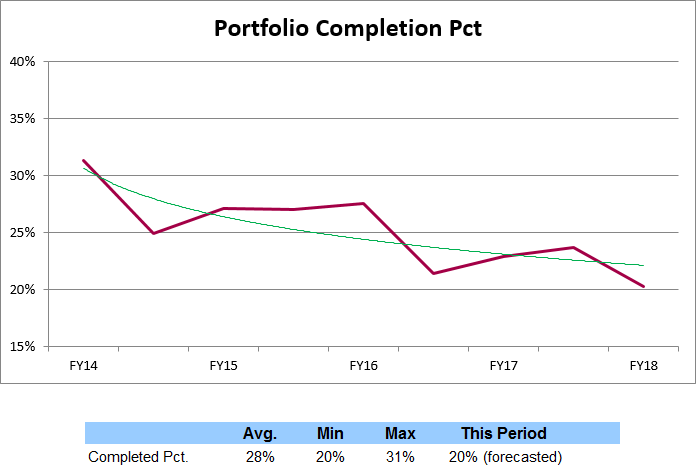 Portfolio Completion Pct
40%
35%
30%
25%
20%
15%
FY14 FY15 FY16 FY17 FY18
Avg. Min Max This Period
Completed Pct. 28% 20% 31% 20% (forecasted)